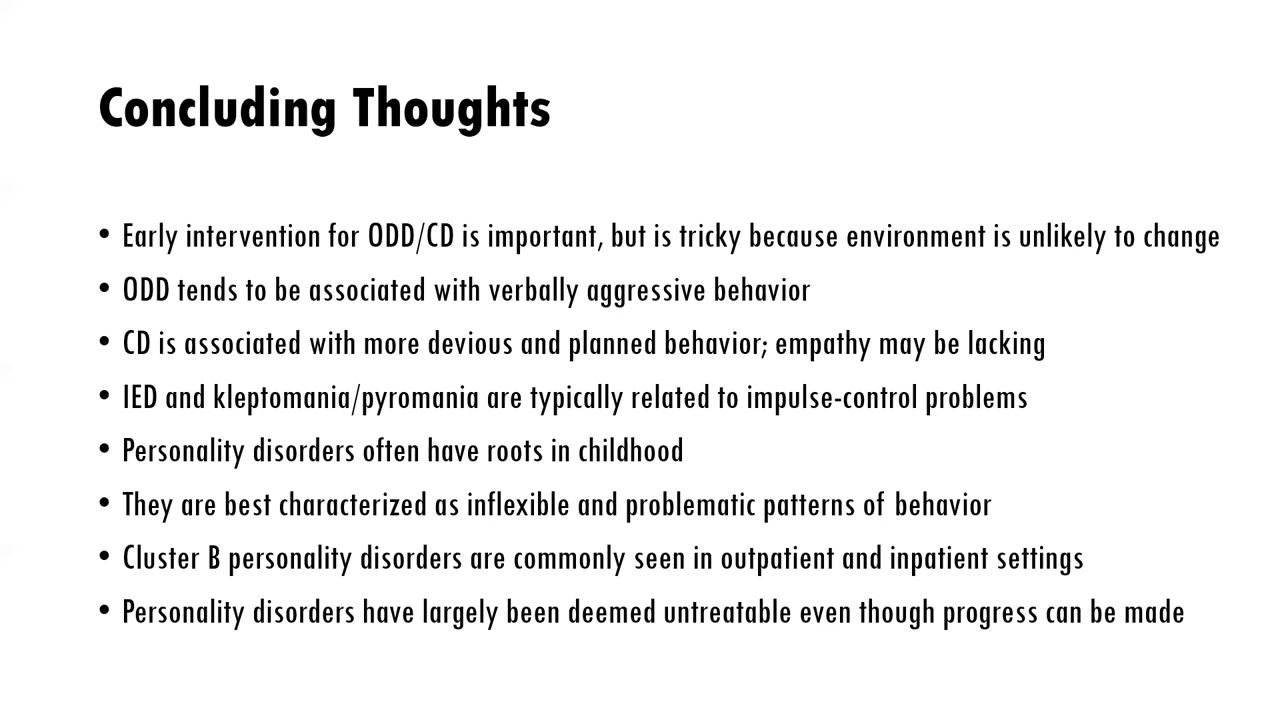 Concluding Thoughts
• Early intervention for ODD/CD is important, but is tricky because environment is unlikely to change
• ODD tends to be associated with verbally aggressive behavior
• CD is associated with more devious and planned behavior; empathy may be lacking
• IED and kleptomania/pyromania are typically related to impulse-control problems
• Personality disorders often have roots in childhood
• They are best characterized as inflexible and problematic patterns of behavior
• Cluster B personality disorders are commonly seen in outpatient and inpatient settings
• Personality disorders have largely been deemed untreatable even though progress can be made